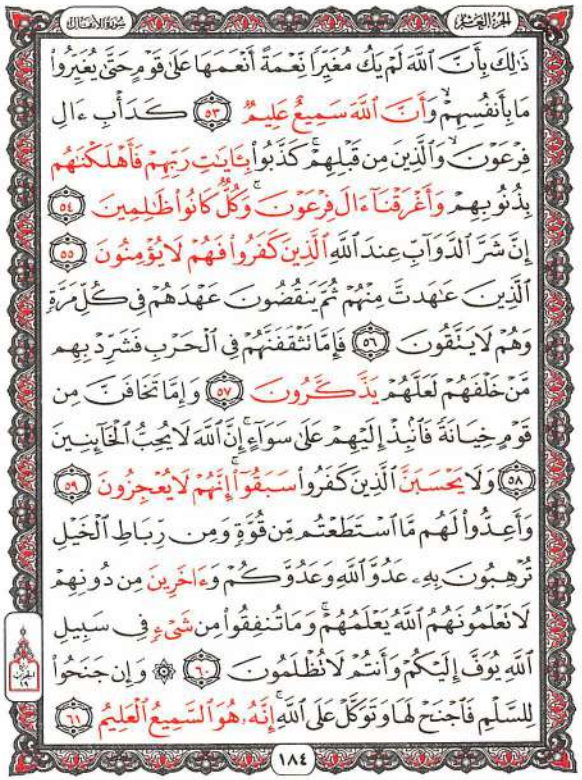 الجزء العاشر
سورة الأنفال
ذَٰلِكَ بِأَنَّ ٱللَّهَ لَمْ يَكُ مُغَيِّرًا نِّعْمَةً أَنْعَمَهَا عَلَىٰ قَوْمٍ حَتَّىٰ يُغَيِّرُوا۟
مَا بِأَنفُسِهِمْ ۙ وَأَنَّ ٱللَّهَ سَمِيعٌ عَلِيمٌ ٥٣ كَدَأْبِ ءَالِ
فِرْعَوْنَ ۙ وَٱلَّذِينَ مِن قَبْلِهِمْ ۚ كَذَّبُوا۟ بِـَٔايَـٰتِ رَبِّهِمْ فَأَهْلَكْنَـٰهُم
بِذُنُوبِهِمْ وَأَغْرَقْنَآ ءَالَ فِرْعَوْنَ ۚ وَكُلٌّ كَانُوا۟ ظَـٰلِمِينَ ٥٤
إِنَّ شَرَّ ٱلدَّوَآبِّ عِندَ ٱللَّهِ ٱلَّذِينَ كَفَرُوا۟ فَهُمْ لَا يُؤْمِنُونَ ٥٥
ٱلَّذِينَ عَـٰهَدتَّ مِنْهُمْ ثُمَّ يَنقُضُونَ عَهْدَهُمْ فِى كُلِّ مَرَّةٍ
وَهُمْ لَا يَتَّقُونَ ٥٦ فَإِمَّا تَثْقَفَنَّهُمْ فِى ٱلْحَرْبِ فَشَرِّدْ بِهِم
مَّنْ خَلْفَهُمْ لَعَلَّهُمْ يَذَّكَّرُونَ ٥٧ وَإِمَّا تَخَافَنَّ مِن
قَوْمٍ خِيَانَةً فَٱنۢبِذْ إِلَيْهِمْ عَلَىٰ سَوَآءٍ ۚ إِنَّ ٱللَّهَ لَا يُحِبُّ ٱلْخَآئِنِينَ
٥٨ وَلَا يَحْسَبَنَّ ٱلَّذِينَ كَفَرُوا۟ سَبَقُوٓا۟ ۚ إِنَّهُمْ لَا يُعْجِزُونَ ٥٩
وَأَعِدُّوا۟ لَهُم مَّا ٱسْتَطَعْتُم مِّن قُوَّةٍ وَمِن رِّبَاطِ ٱلْخَيْلِ
تُرْهِبُونَ بِهِۦ عَدُوَّ ٱللَّهِ وَعَدُوَّكُمْ وَءَاخَرِينَ مِن دُونِهِمْ
لَا تَعْلَمُونَهُمُ ٱللَّهُ يَعْلَمُهُمْ ۚ وَمَا تُنفِقُوا۟ مِن شَىْءٍ فِى سَبِيلِ
ٱللَّهِ يُوَفَّ إِلَيْكُمْ وَأَنتُمْ لَا تُظْلَمُونَ ٦٠ ۞ وَإِن جَنَحُوا۟
لِلسَّلْمِ فَٱجْنَحْ لَهَا وَتَوَكَّلْ عَلَى ٱللَّهِ ۚ إِنَّهُۥ هُوَ ٱلسَّمِيعُ ٱلْعَلِيمُ ٦١
١٨٤